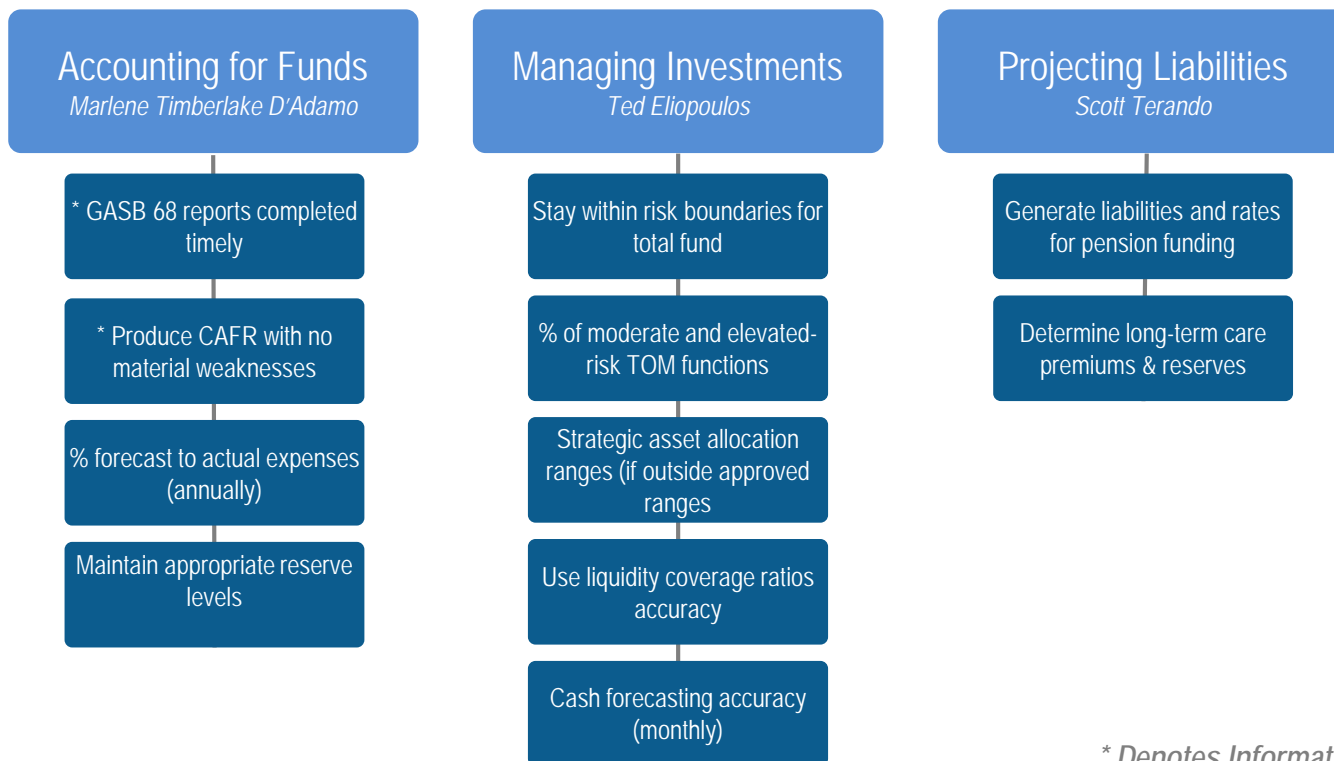 Accounting for Funds
Marlene Timberlake D'Adamo
* GASB 68 reports completed
timely
* Produce CAFR with no
material weaknesses
% forecast to actual expenses
(annually)
Maintain appropriate reserve
levels
Managing Investments
Ted Eliopoulos
Stay within risk boundaries for
total fund
% of moderate and elevated-
risk TOM functions
Strategic asset allocation
ranges (if outside approved
ranges
Use liquidity coverage ratios
accuracy
Cash forecasting accuracy
(monthly)
Projecting Liabilities
Scott Terando
Generate liabilities and rates
for pension funding
Determine long-term care
premiums & reserves
* Denotes Informat